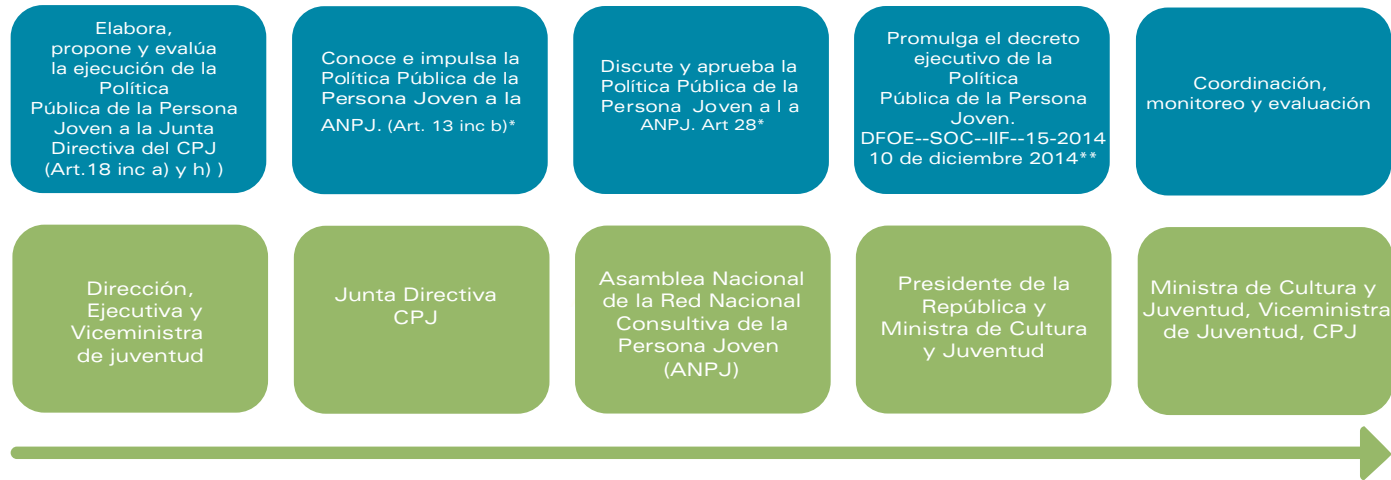 Elabora,
propone y evalúa
la ejecución de la
Política
Pública de la Persona
Joven a la Junta
Directiva del CPJ
(Art.18 inc a) y h) )
Conoce e impulsa la
Política Pública de la
Persona Joven a la
ANPJ. (Art. 13 inc b)*
Discute y aprueba la
Política Pública de la
Persona Joven a l a
ANPJ. Art 28*
Promulga el decreto
ejecutivo de la
Política
Pública de la Persona
Joven.
DFOE--SOC--IIF--15-2014
10 de diciembre 2014**
Coordinación,
monitoreo y evaluación
Dirección,
Ejecutiva y
Viceministra
de juventud
Junta Directiva
CPJ
Asamblea Nacional
de la Red Nacional
Consultiva de la
Persona Joven
(ANPJ)
Presidente de la
República y
Ministra de Cultura
y Juventud
Ministra de Cultura y
Juventud, Viceministra
de Juventud, CPJ